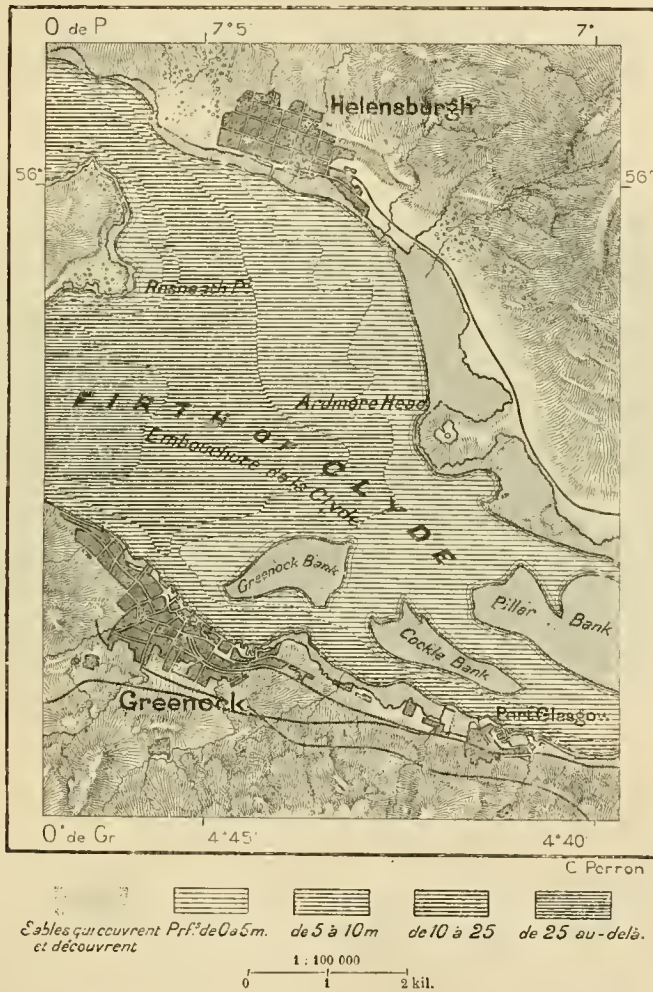 O de P 7°5' 7°
Helensburgh
56° 56°
Rosneath Pt
Ardmore Head
FIRTH OF CLYDE
Embouchure de la Clyde
Greenock Bank
Pillar Bank
Cockle Bank
Greenock
Port Glasgow
O° de Gr 4°45' 4°40'
C Perron
Sables qui couvrent Prf.rs de 0 à 5m. de 5 à 10m de 10 à 25 de 25 au-delà.
et découvrent
1 : 100 000
0 1 2 kil.